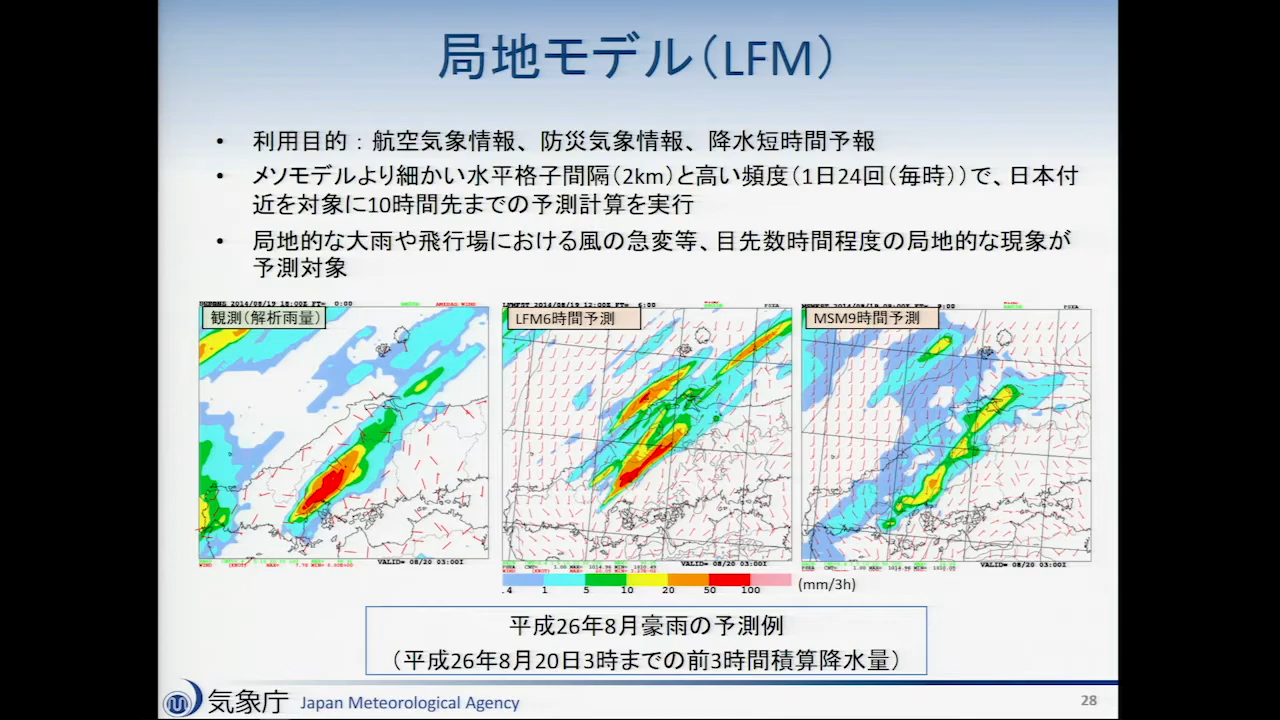 局地モデル（LFM）
• 利用目的：航空気象情報、防災気象情報、降水短時間予報
• メソモデルより細かい水平格子間隔（2km）と高い頻度（1日24回（毎時））で、日本付
近を対象に10時間先までの予測計算を実行
• 局地的な大雨や飛行場における風の急変等、目先数時間程度の局地的な現象が
予測対象
観測（解析雨量）
LFM6時間予測
MSM9時間予測
VALID= 08/20 03:00I
VALID= 08/20 03:00I
VALID= 08/20 03:00I
.4 1 5 10 20 50 100
(mm/3h)
平成26年8月豪雨の予測例
（平成26年8月20日3時までの前3時間積算降水量）
気象庁 Japan Meteorological Agency
28